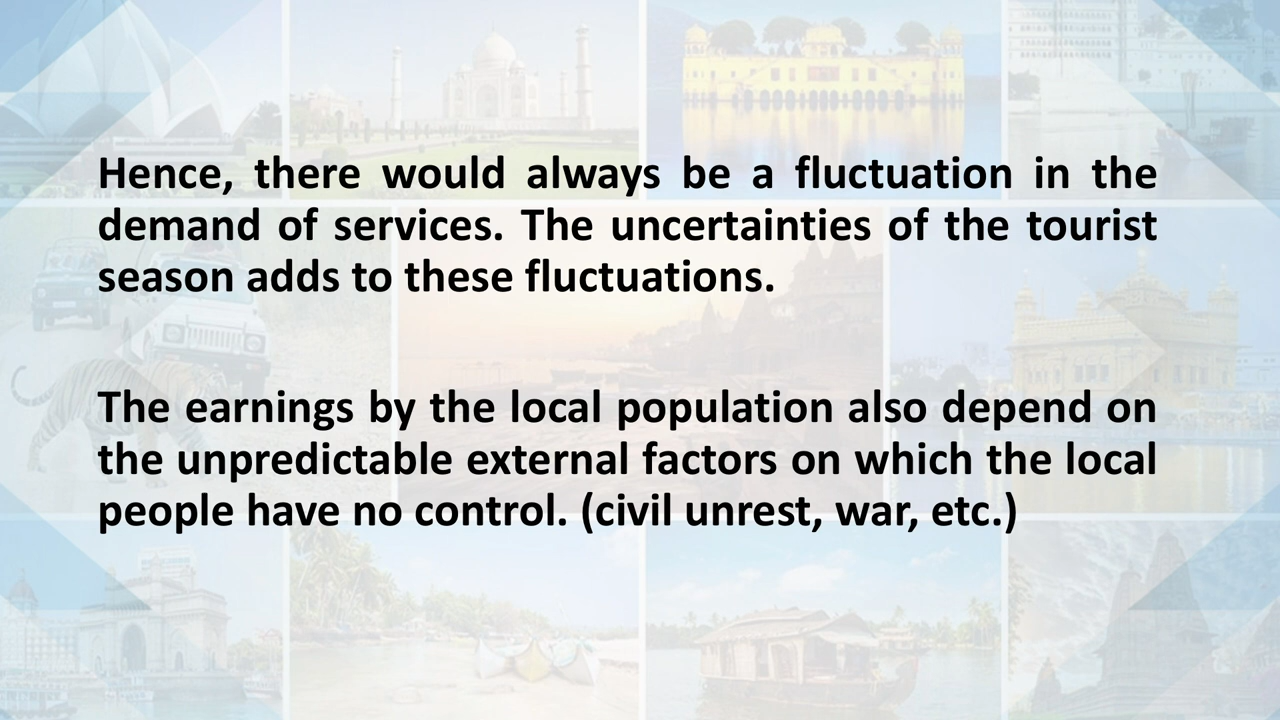 Hence, there would always be a fluctuation in the
demand of services. The uncertainties of the tourist
season adds to these fluctuations.
The earnings by the local population also depend on
the unpredictable external factors on which the local
people have no control. (civil unrest, war, etc.)